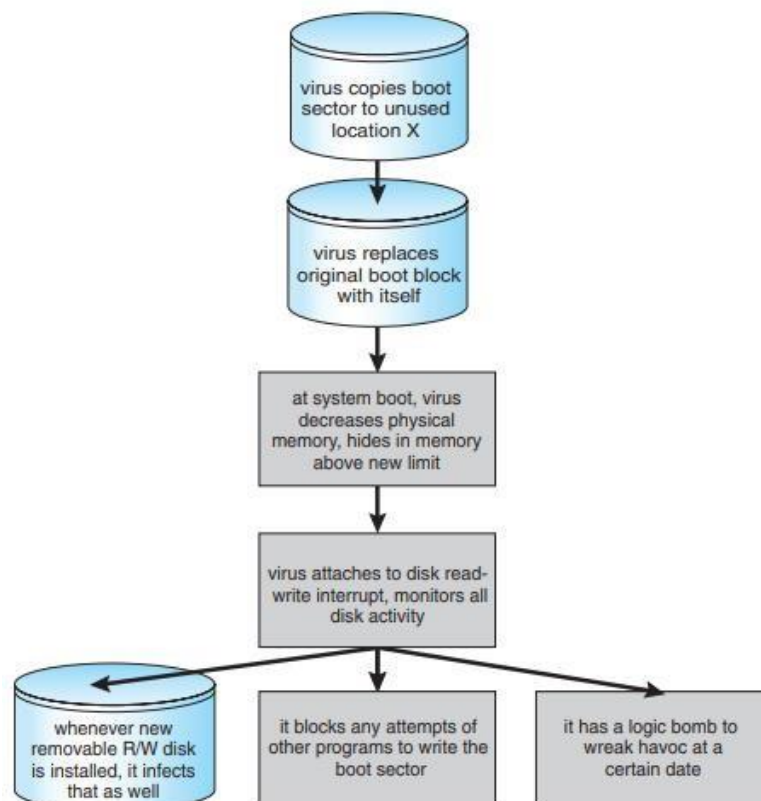 virus copies boot
sector to unused
location X
virus replaces
original boot block
with itself
at system boot, virus
decreases physical
memory, hides in memory
above new limit
virus attaches to disk read-
write interrupt, monitors all
disk activity
whenever new
removable R/W disk
is installed, it infects
that as well
it blocks any attempts of
other programs to write the
boot sector
it has a logic bomb to
wreak havoc at a
certain date